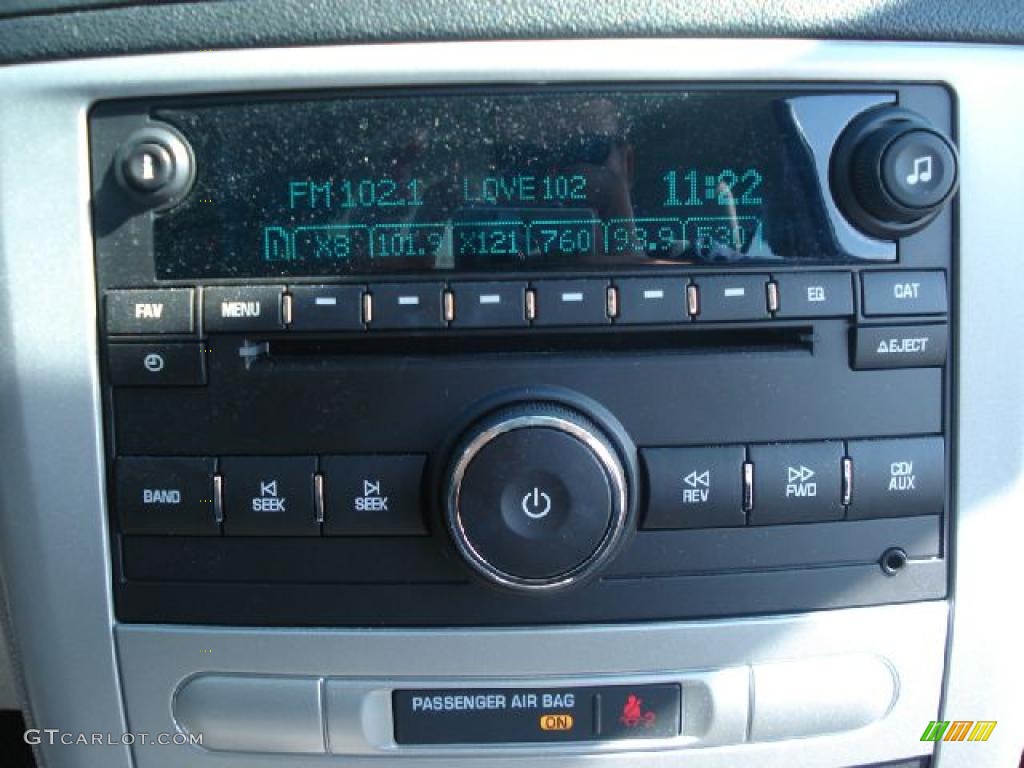 FM 102.1 LOVE 102 11:22
X8 101.9 X121 760 93.9 530
FAV MENU EQ CAT
EJECT
BAND SEEK SEEK REV FWD CD/
AUX
PASSENGER AIR BAG
ON 2
GTCARLOT.COM